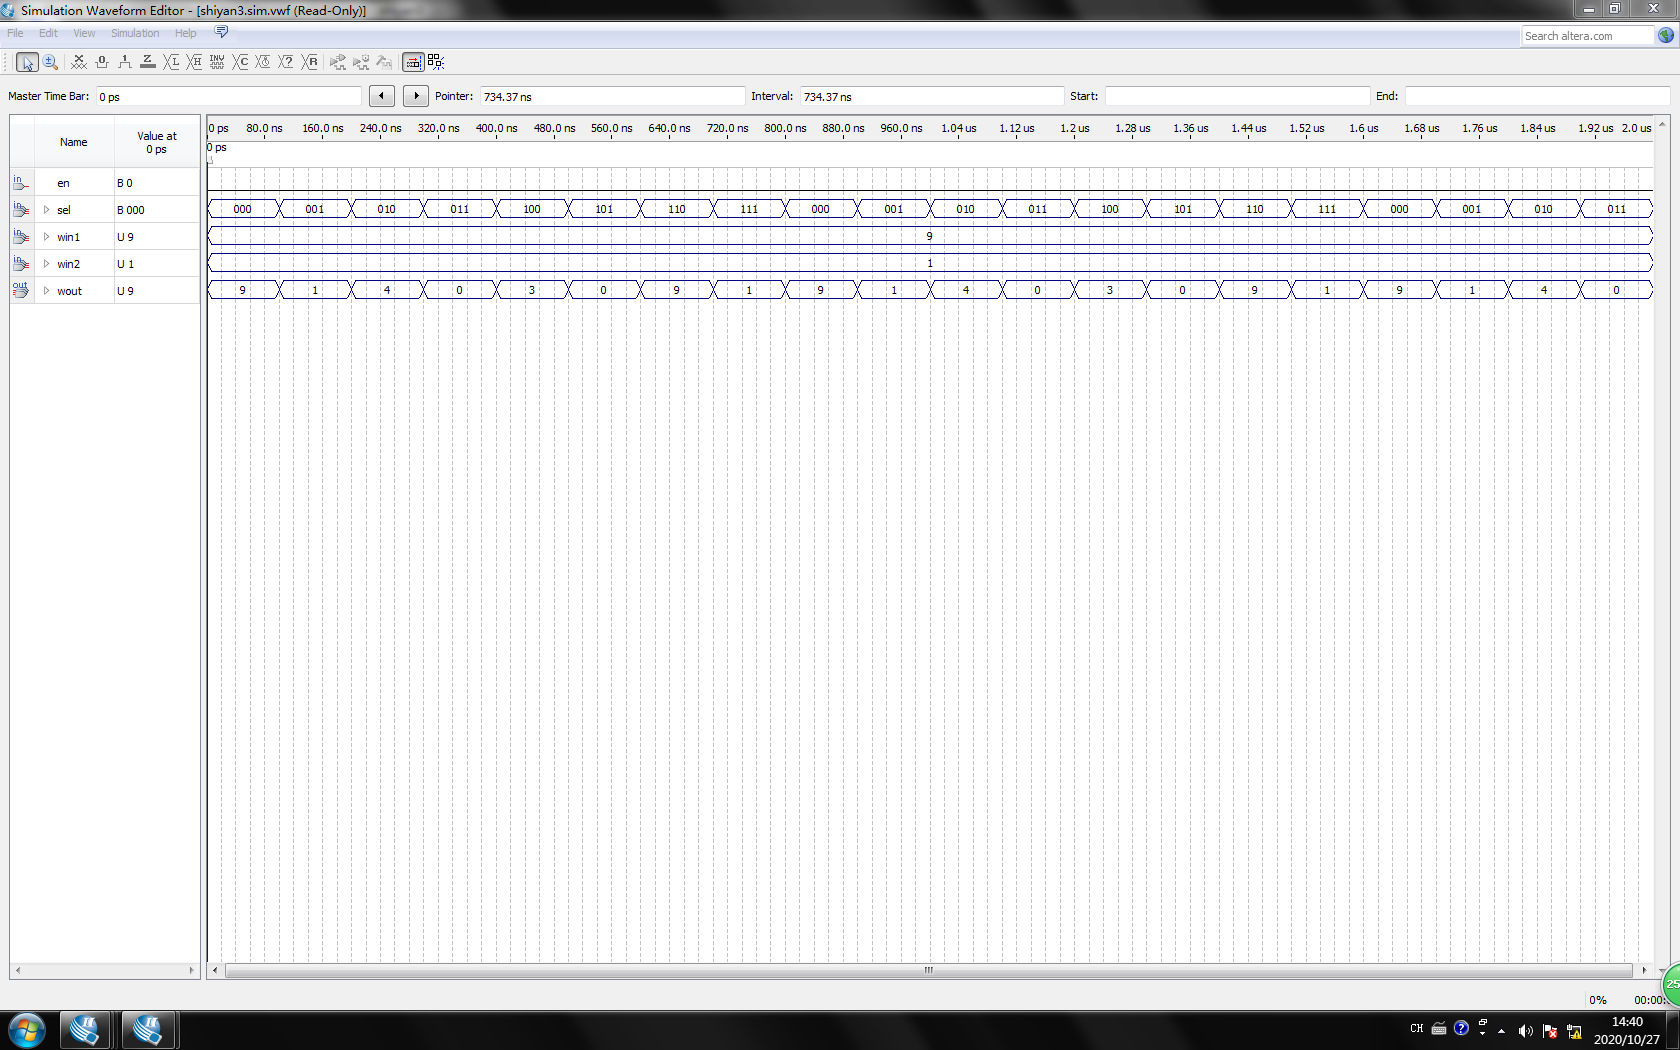 Simulation Waveform Editor - [shiyan3.sim.vwf (Read-Only)]
File Edit View Simulation Help
Search altera.com
Master Time Bar: 0 ps Pointer: 734.37 ns Interval: 734.37 ns Start: End:
Name Value at 0 ps
0 ps 80.0 ns 160.0 ns 240.0 ns 320.0 ns 400.0 ns 480.0 ns 560.0 ns 640.0 ns 720.0 ns 800.0 ns 880.0 ns 960.0 ns 1.04 us 1.12 us 1.2 us 1.28 us 1.36 us 1.44 us 1.52 us 1.6 us 1.68 us 1.76 us 1.84 us 1.92 us 2.0 us
0 ps
in en B 0
in sel B 000 000 001 010 011 100 101 110 111 000 001 010 011 100 101 110 111 000 001 010 011
in win1 U 9 9
in win2 U 1 1
out wout U 9 9 1 4 0 3 0 9 1 9 1 4 0 3 0 9 1 9 1 4 0
25
0% 00:00:
CH
14:40
2020/10/27